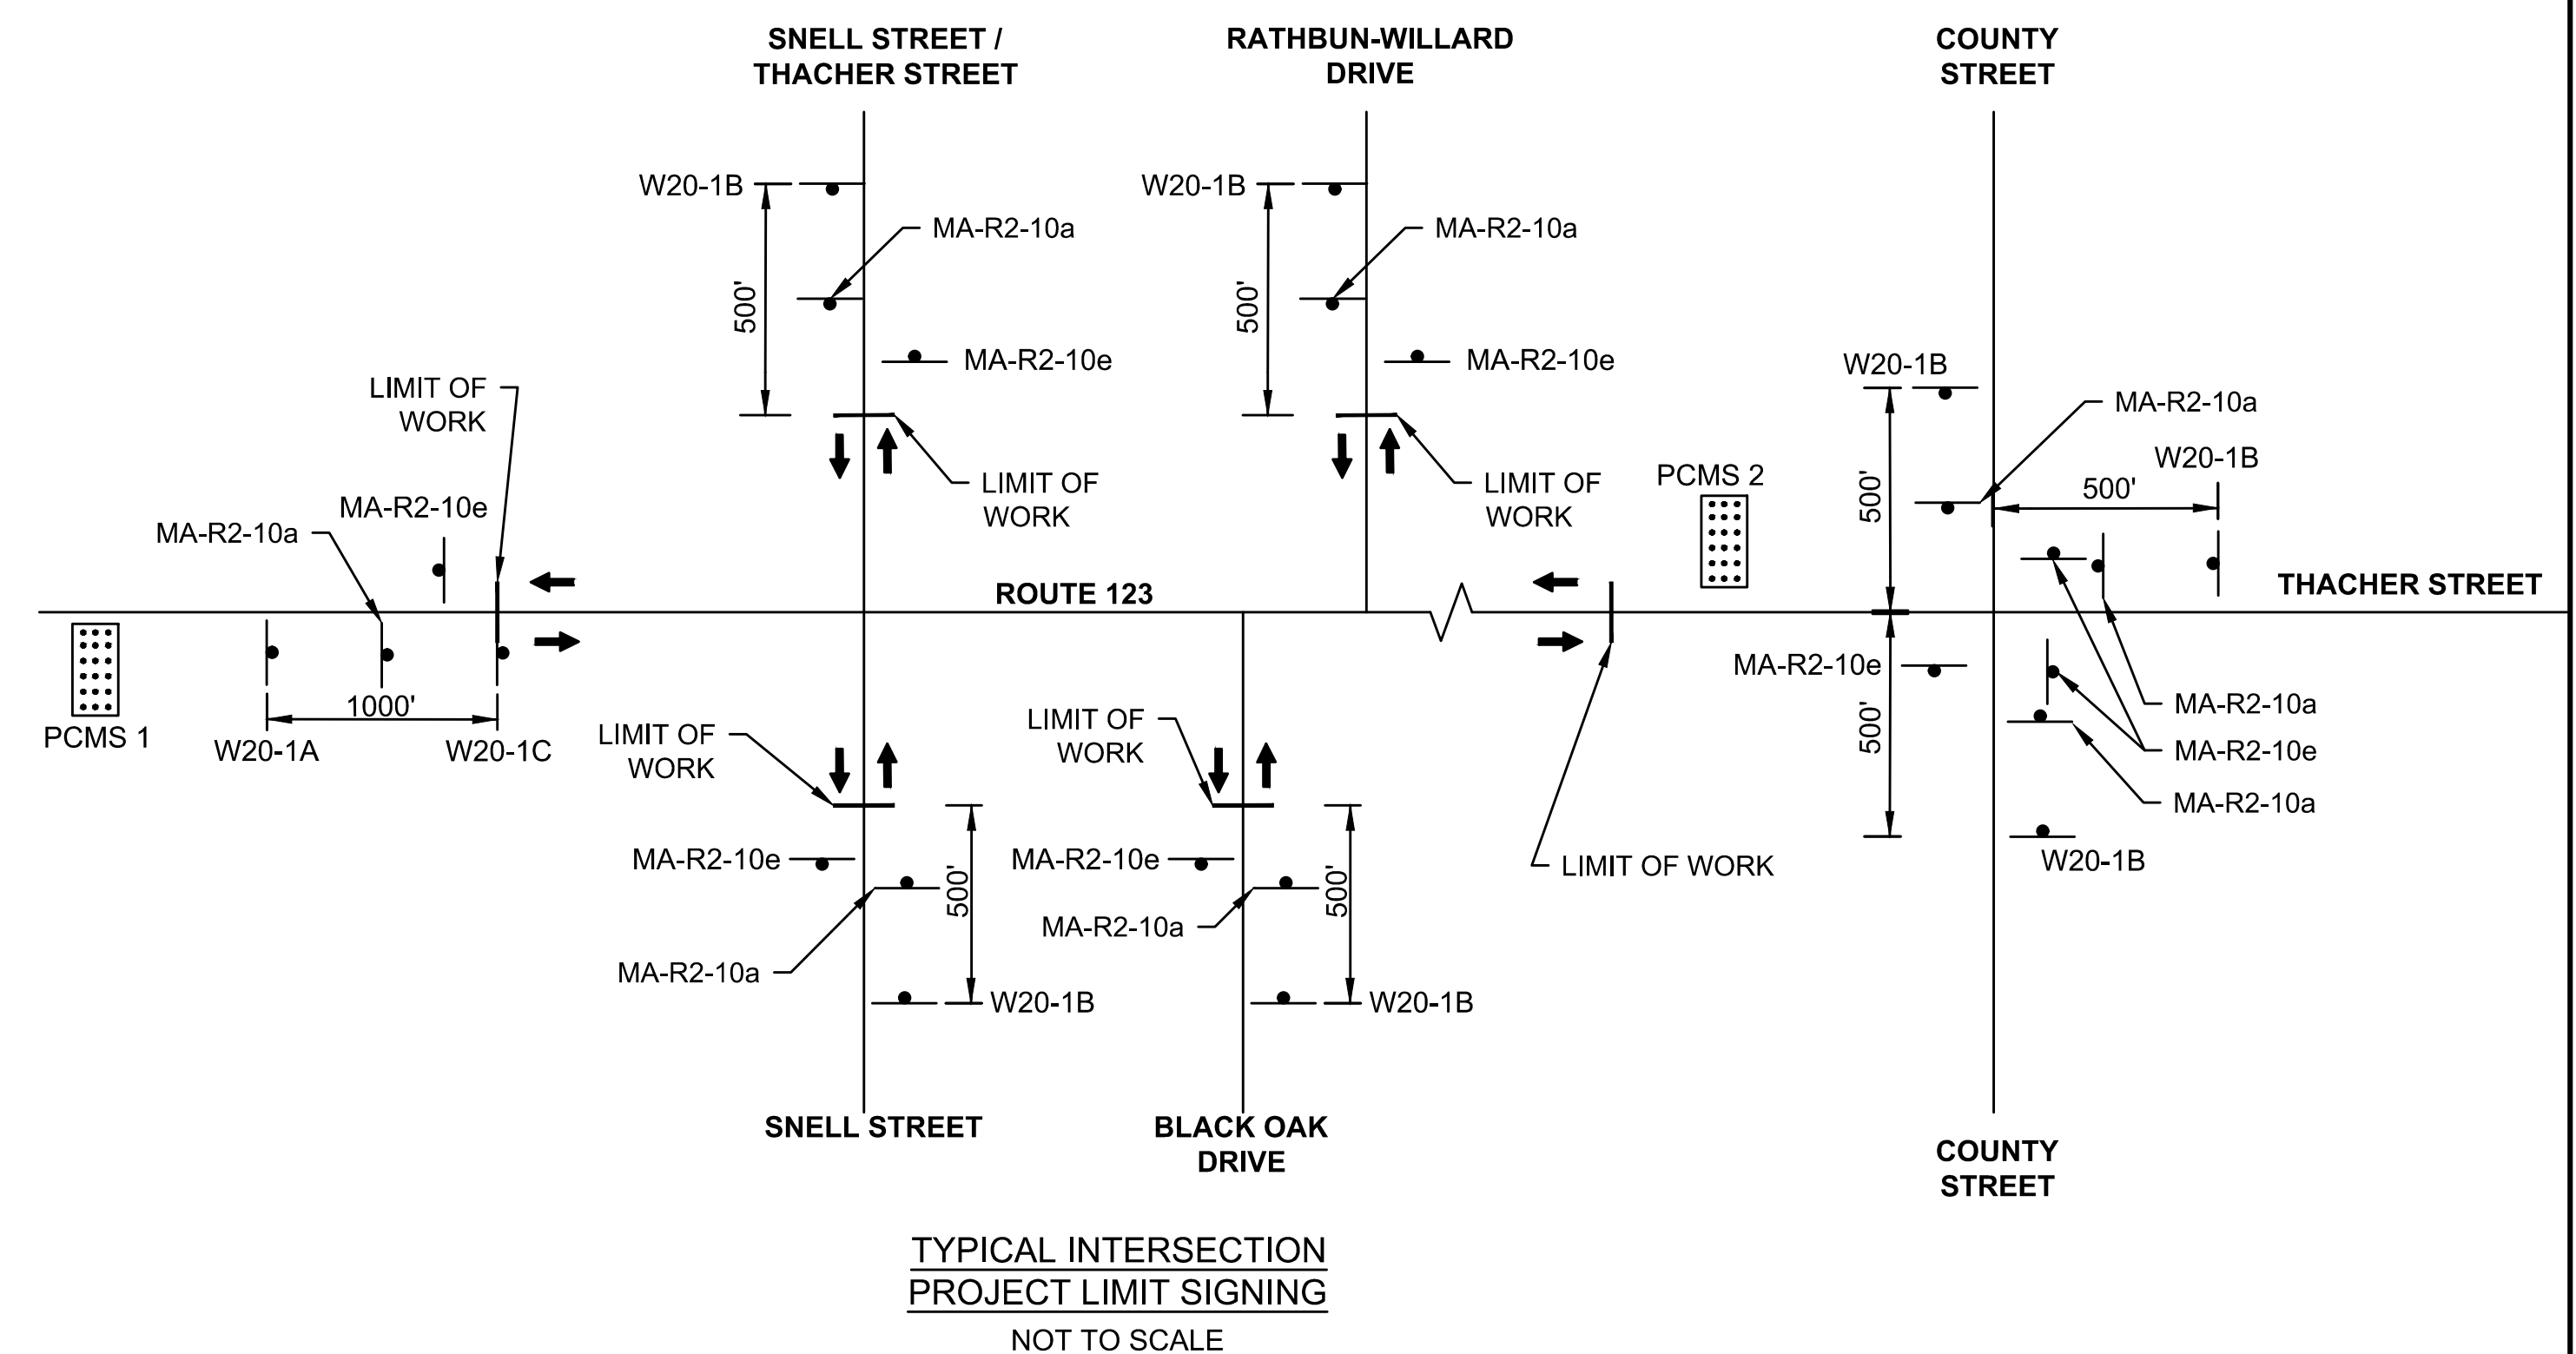 SNELL STREET /
THACHER STREET
RATHBUN-WILLARD
DRIVE
COUNTY
STREET
W20-1B
MA-R2-10a
500'
MA-R2-10e
LIMIT OF
WORK
W20-1B
MA-R2-10a
500'
MA-R2-10e
LIMIT OF
WORK
W20-1B
MA-R2-10a
W20-1B
500'
500'
LIMIT OF
WORK
MA-R2-10e
MA-R2-10a
PCMS 2
ROUTE 123
THACHER STREET
1000'
PCMS 1
W20-1A
W20-1C
LIMIT OF
WORK
MA-R2-10e
500'
MA-R2-10a
W20-1B
LIMIT OF
WORK
MA-R2-10e
500'
MA-R2-10a
W20-1B
LIMIT OF WORK
MA-R2-10e
500'
MA-R2-10a
MA-R2-10e
MA-R2-10a
W20-1B
SNELL STREET
BLACK OAK
DRIVE
COUNTY
STREET
TYPICAL INTERSECTION
PROJECT LIMIT SIGNING
NOT TO SCALE